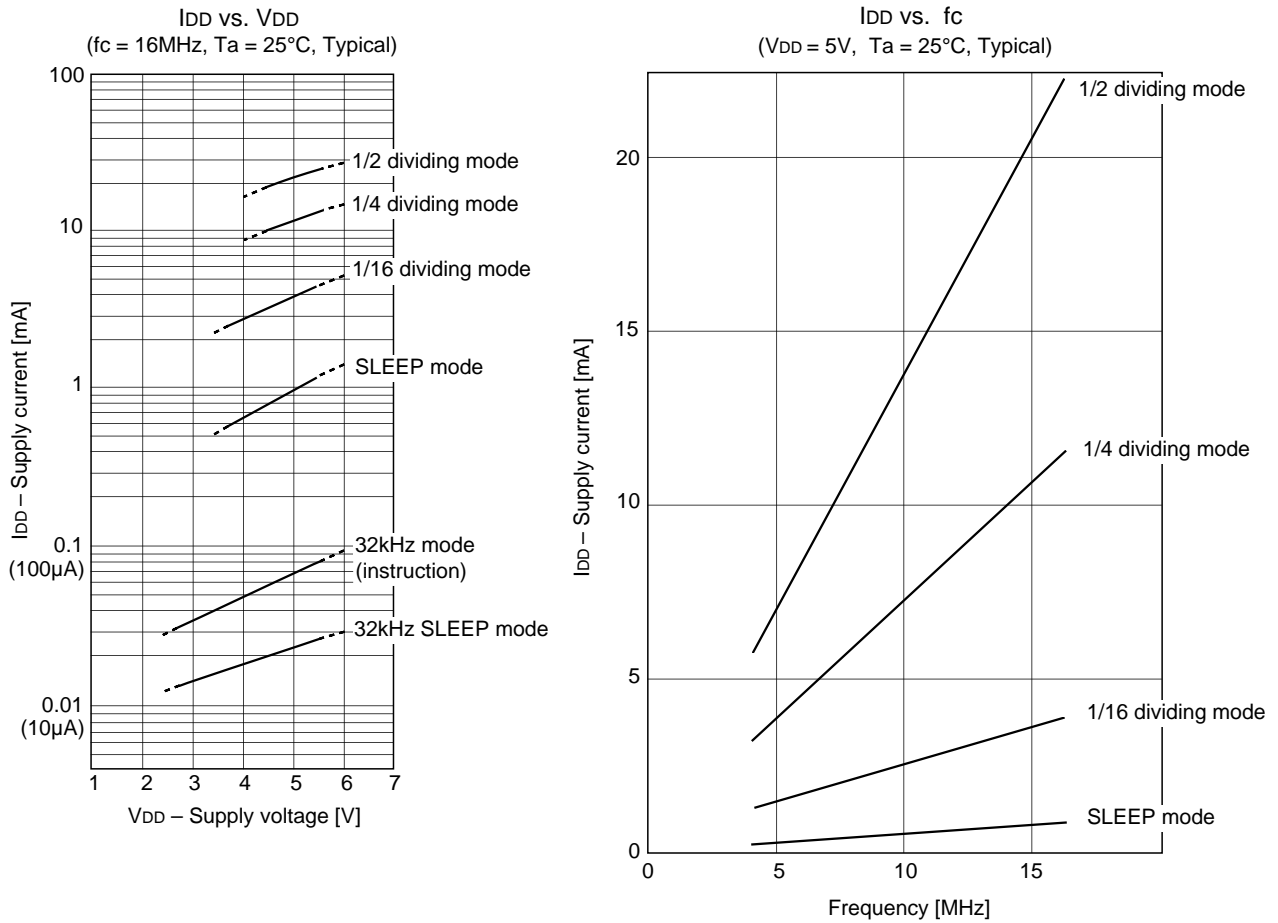 IDD vs. VDD
(fc = 16MHz, Ta = 25°C, Typical)
100
10
1
0.1
(100µA)
0.01
(10µA)
IDD – Supply current [mA]
1/2 dividing mode
1/4 dividing mode
1/16 dividing mode
SLEEP mode
32kHz mode
(instruction)
32kHz SLEEP mode
1 2 3 4 5 6 7
VDD – Supply voltage [V]
IDD vs. fc
(VDD = 5V, Ta = 25°C, Typical)
20
15
10
5
0
IDD – Supply current [mA]
1/2 dividing mode
1/4 dividing mode
1/16 dividing mode
SLEEP mode
0 5 10 15
Frequency [MHz]